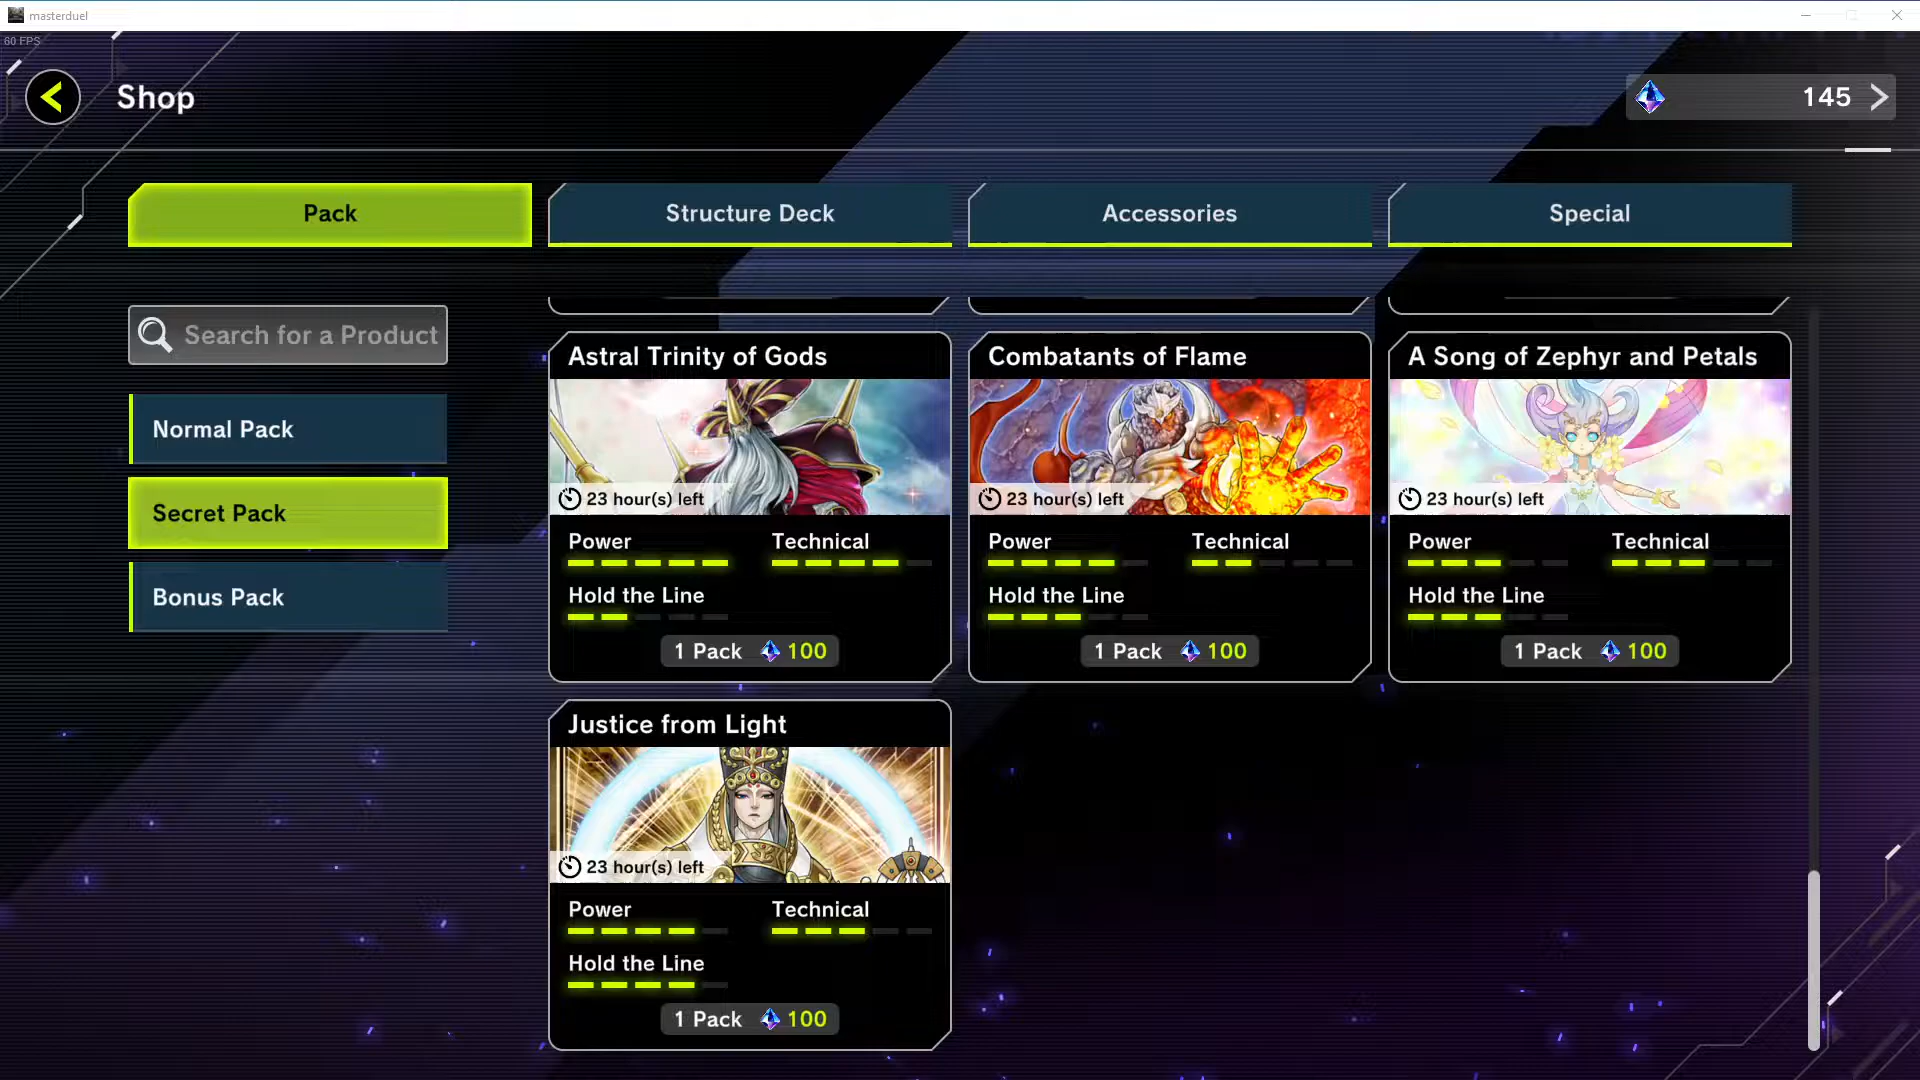 masterduel
60 FPS
Shop
145
Pack
Structure Deck
Accessories
Special
Search for a Product
Normal Pack
Secret Pack
Bonus Pack
Astral Trinity of Gods
23 hour(s) left
Power
Technical
Hold the Line
1 Pack 100
Combatants of Flame
23 hour(s) left
Power
Technical
Hold the Line
1 Pack 100
A Song of Zephyr and Petals
23 hour(s) left
Power
Technical
Hold the Line
1 Pack 100
Justice from Light
23 hour(s) left
Power
Technical
Hold the Line
1 Pack 100